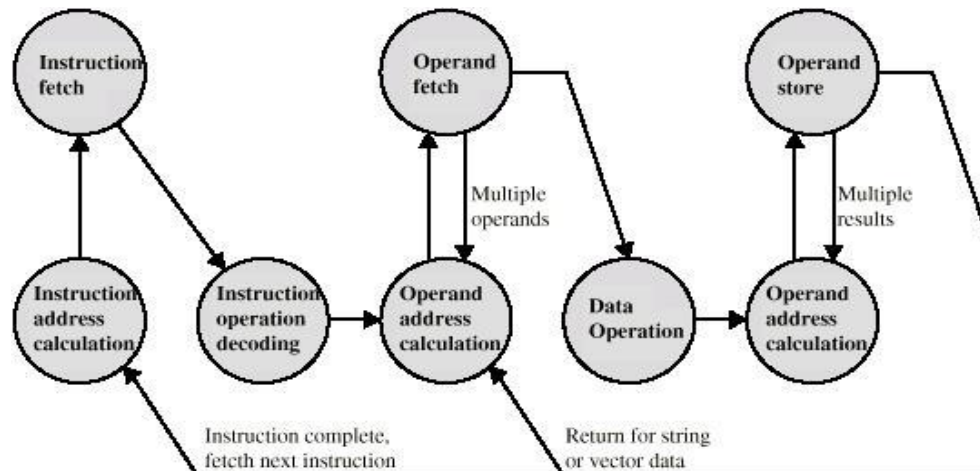 Instruction
fetch
Operand
fetch
Operand
store
Multiple
operands
Multiple
results
Instruction
address
calculation
Instruction
operation
decoding
Operand
address
calculation
Data
Operation
Operand
address
calculation
Instruction complete,
fetcth next instruction
Return for string
or vector data